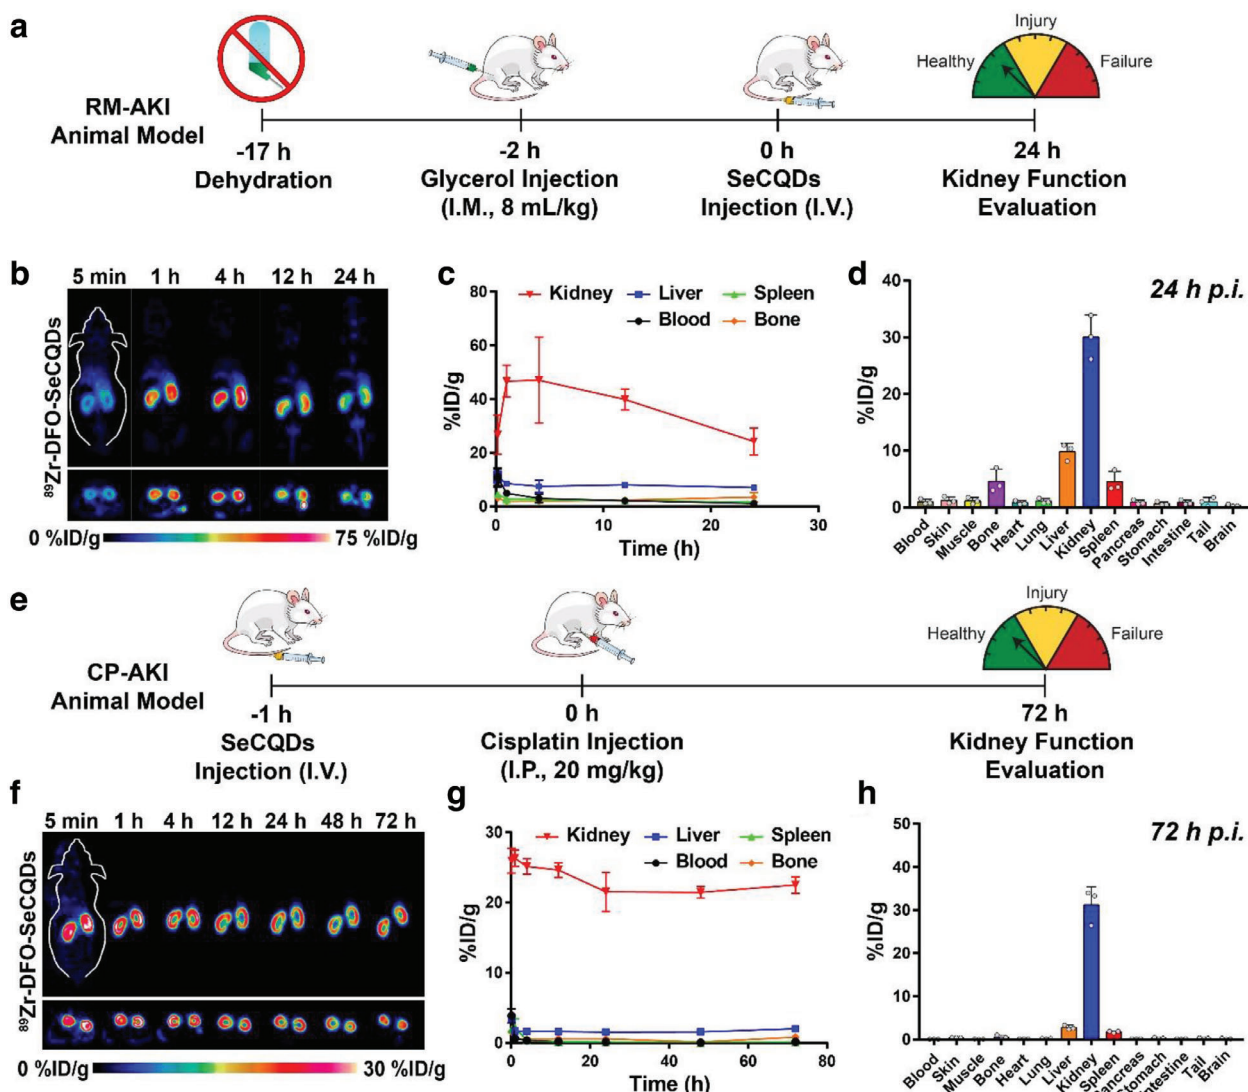 a
RM-AKI
Animal Model
Healthy
Injury
Failure
-17 h
Dehydration
-2 h
Glycerol Injection
(I.M., 8 mL/kg)
0 h
SeCQDs
Injection (I.V.)
24 h
Kidney Function
Evaluation
b
5 min 1 h 4 h 12 h 24 h
89Zr-DFO-SeCQDs
0 %ID/g 75 %ID/g
c
%ID/g
80
60
40
20
0
Kidney Liver Spleen
Blood Bone
0 10 20 30
Time (h)
d
24 h p.i.
%ID/g
40
30
20
10
0
Blood Skin Muscle Bone Heart Lung Liver Kidney Spleen Pancreas Stomach Intestine Tail Brain
e
CP-AKI
Animal Model
Healthy
Injury
Failure
-1 h
SeCQDs
Injection (I.V.)
0 h
Cisplatin Injection
(I.P., 20 mg/kg)
72 h
Kidney Function
Evaluation
f
5 min 1 h 4 h 12 h 24 h 48 h 72 h
89Zr-DFO-SeCQDs
0 %ID/g 30 %ID/g
g
%ID/g
30
20
10
0
Kidney Liver Spleen
Blood Bone
0 20 40 60 80
Time (h)
h
72 h p.i.
%ID/g
50
40
30
20
10
0
Blood Skin Muscle Bone Heart Lung Liver Kidney Spleen Pancreas Stomach Intestine Tail Brain